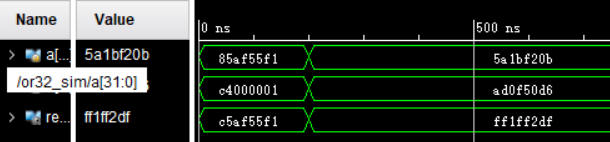 Name Value 0 ns 500 ns
a[...] 5a1bf20b 85af55f1 5a1bf20b
/or32_sim/a[31:0] c4000001 ad0f50d6
re... ff1ff2df c5af55f1 ff1ff2df